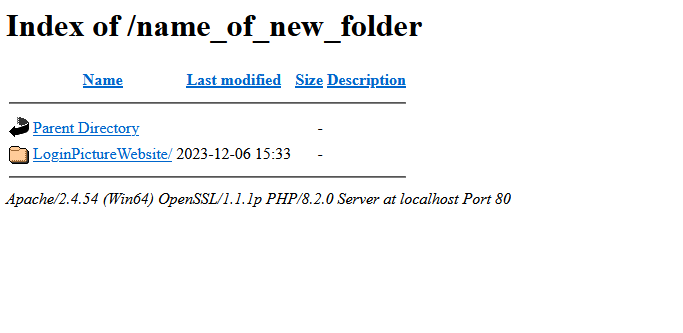 Index of /name_of_new_folder
Name Last modified Size Description
Parent Directory -
LoginPictureWebsite/ 2023-12-06 15:33 -
Apache/2.4.54 (Win64) OpenSSL/1.1.1p PHP/8.2.0 Server at localhost Port 80